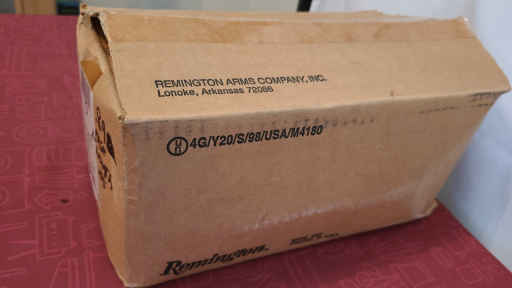 REMINGTON ARMS COMPANY, INC.
Lonoke, Arkansas 72086
4G/Y20/S/98/USA/M4180
Remington.